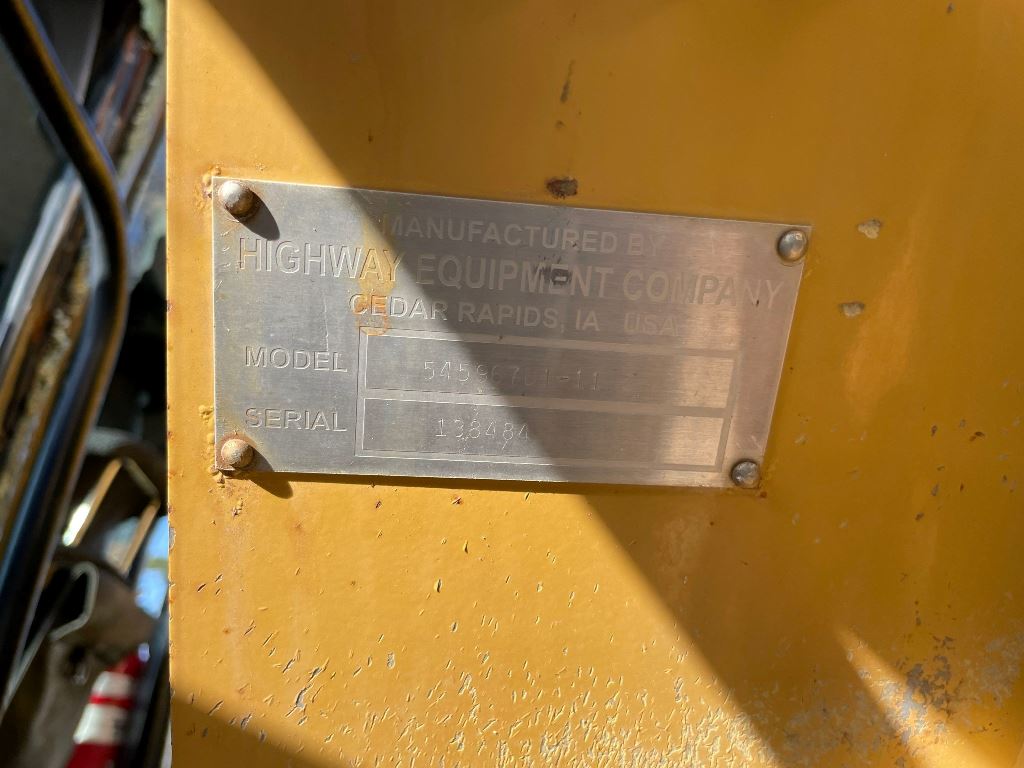 MANUFACTURED BY
HIGHWAY EQUIPMENT COMPANY
CEDAR RAPIDS, IA USA
MODEL
SERIAL 138484